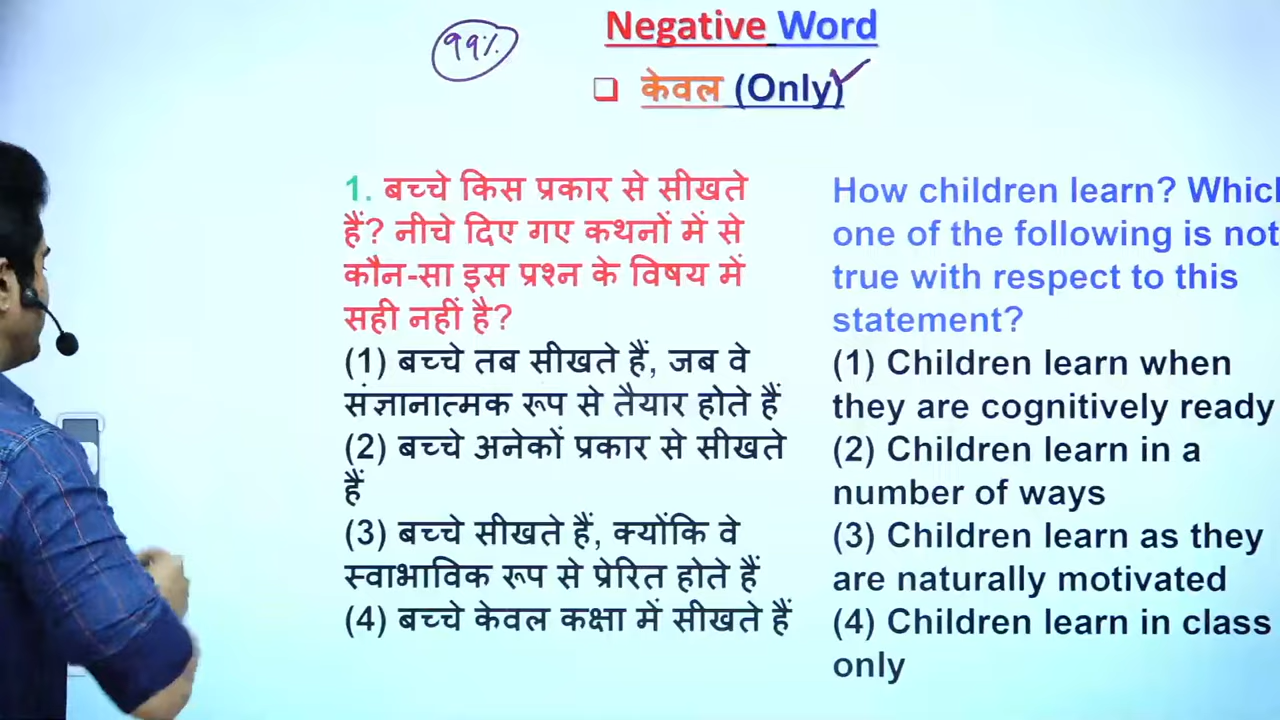 99%
Negative Word
केवल (Only)
1. बच्चे किस प्रकार से सीखते
हैं? नीचे दिए गए कथनों में से
कौन-सा इस प्रश्न के विषय में
सही नहीं है?
(1) बच्चे तब सीखते हैं, जब वे
संज्ञानात्मक रूप से तैयार होते हैं
(2) बच्चे अनेकों प्रकार से सीखते
हैं
(3) बच्चे सीखते हैं, क्योंकि वे
स्वाभाविक रूप से प्रेरित होते हैं
(4) बच्चे केवल कक्षा में सीखते हैं
How children learn? Whicl
one of the following is not
true with respect to this
statement?
(1) Children learn when
they are cognitively ready
(2) Children learn in a
number of ways
(3) Children learn as they
are naturally motivated
(4) Children learn in class
only